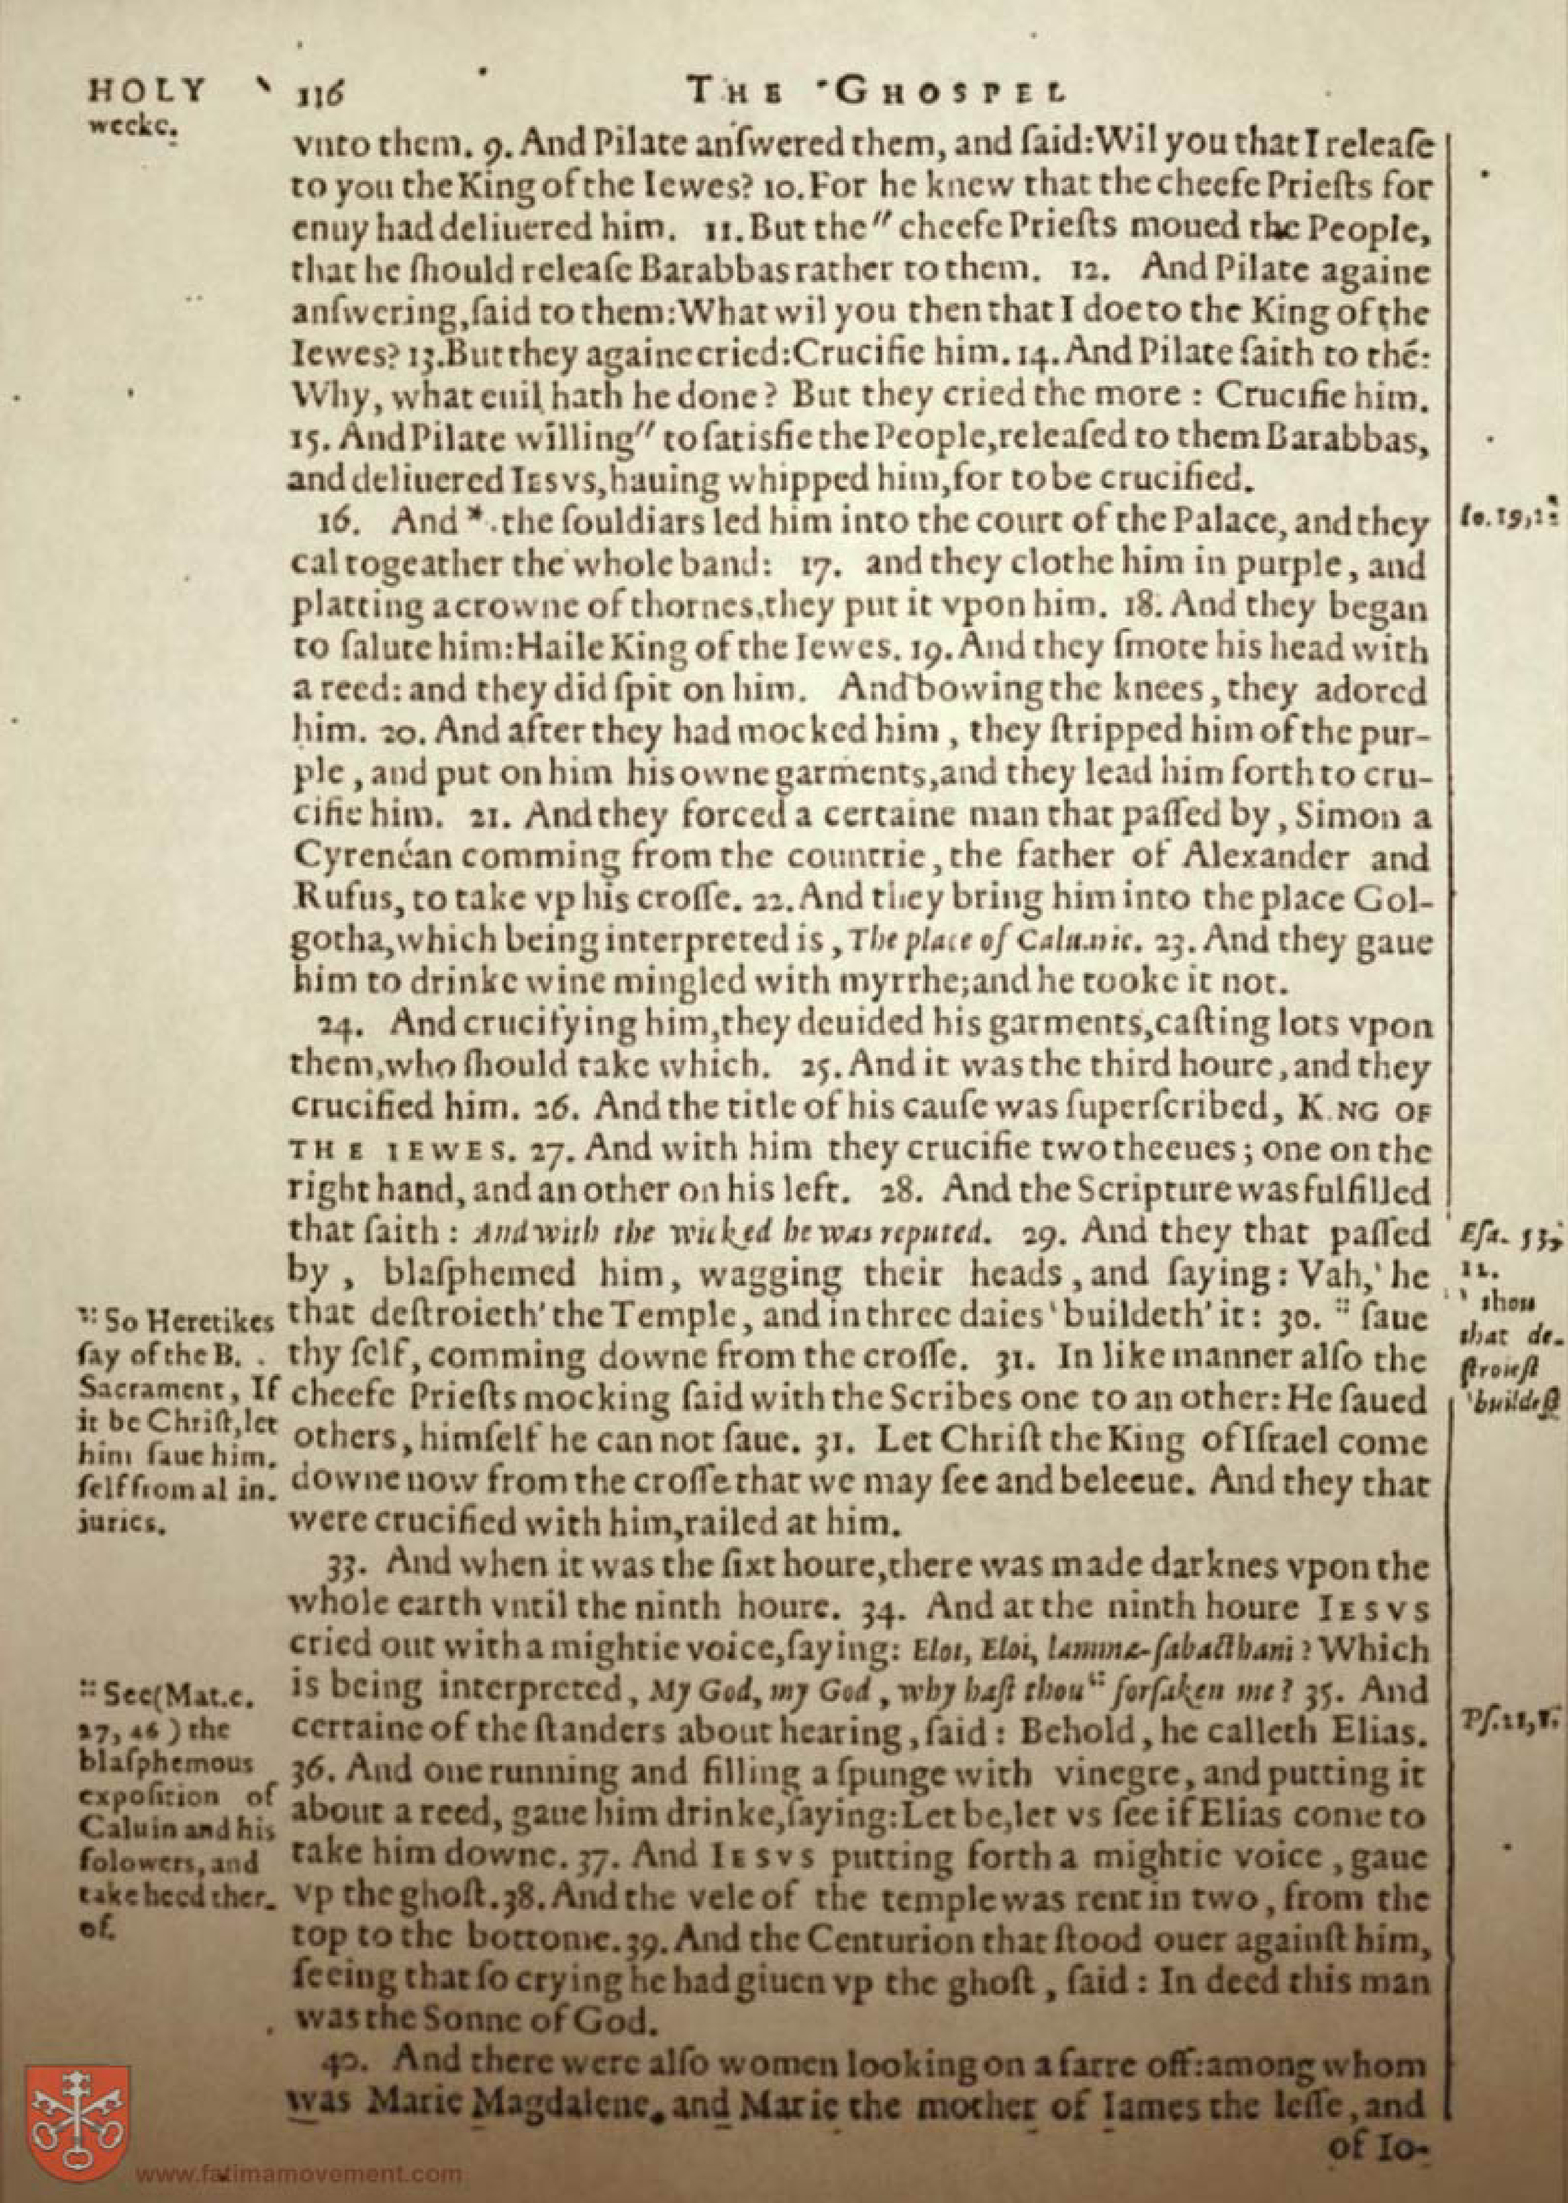 HOLY
weeke.
116
THE GHOSPEL
vnto them. 9. And Pilate anſwered them, and ſaid: Wil you that I releaſe
to you the King of the Iewes? 10. For he knew that the cheefe Prieſts for
enuy had deliuered him. 11. But the " cheefe Prieſts moued the People,
that he ſhould releaſe Barabbas rather to them. 12. And Pilate againe
anſwering, ſaid to them: What wil you then that I doe to the King of the
Iewes? 13. But they againe cried: Crucifie him. 14. And Pilate ſaith to thē:
Why, what euil hath he done? But they cried the more : Crucifie him.
15. And Pilate willing " to ſatisfie the People, releaſed to them Barabbas,
and deliuered IESVS, hauing whipped him, for to be crucified.
16. And * the ſouldiars led him into the court of the Palace, and they
cal togeather the whole band: 17. and they clothe him in purple, and
platting a crowne of thornes, they put it vpon him. 18. And they began
to ſalute him: Haile King of the Iewes. 19. And they ſmote his head with
a reed: and they did ſpit on him. And bowing the knees, they adored
him. 20. And after they had mocked him, they ſtripped him of the pur-
ple, and put on him his owne garments, and they lead him forth to cru-
cifie him. 21. And they forced a certaine man that paſſed by, Simon a
Cyrenéan comming from the countrie, the father of Alexander and
Rufus, to take vp his croſſe. 22. And they bring him into the place Gol-
gotha, which being interpreted is, The place of 23. And they gaue
him to drinke wine mingled with myrrhe; and he tooke it not.
24. And crucifying him, they deuided his garments, caſting lots vpon
them, who ſhould take which. 25. And it was the third houre, and they
crucified him. 26. And the title of his cauſe was ſuperſcribed, K NG OF
THE IEWES. 27. And with him they crucifie two theeues; one on the
right hand, and an other on his left. 28. And the Scripture was fulfilled
that ſaith: And with the wicked he was reputed. 29. And they that paſſed
by, blaſphemed him, wagging their heads, and ſaying: Vah, ' he
that deſtroieth' the Temple, and in three daies 'buildeth' it: 30. :: ſaue
thy ſelf, comming downe from the croſſe. 31. In like manner alſo the
cheefe Prieſts mocking ſaid with the Scribes one to an other: He ſaued
others, himſelf he can not ſaue. 31. Let Chriſt the King of Iſrael come
downe now from the croſſe that we may ſee and beleeue. And they that
were crucified with him, railed at him.
33. And when it was the ſixt houre, there was made darknes vpon the
whole earth vntil the ninth houre. 34. And at the ninth houre IESVS
cried out with a mightie voice, ſaying: Eloi, Eloi, lamma-ſabacthani? Which
is being interpreted, My God, my God, why haſt thou :: forſaken me? 35. And
certaine of the ſtanders about hearing, ſaid: Behold, he calleth Elias.
36. And one running and filling a ſpunge with vinegre, and putting it
about a reed, gaue him drinke, ſaying: Let be, let vs ſee if Elias come to
take him downe. 37. And IESVS putting forth a mightie voice, gaue
vp the ghoſt. 38. And the vele of the temple was rent in two, from the
top to the bottome. 39. And the Centurion that ſtood ouer againſt him,
ſeeing that ſo crying he had giuen vp the ghoſt, ſaid: In deed this man
was the Sonne of God.
40. And there were alſo women looking on a farre off: among whom
was Marie Magdalene, and Marie the mother of Iames the leſſe, and
of Io-
:: So Heretikes
ſay of the B.
Sacrament, If
it be Chriſt, let
him ſaue him-
ſelf from al in-
iuries.
:: See (Mat. c.
27, 46) the
blaſphemous
expoſition of
Caluin and his
folowers, and
take heed ther-
of.
Io. 19,
Eſa. 53,
12.
' thou
that de-
ſtroieſt
'buildeſt
Pſ. 21,
www.fatimamovement.com